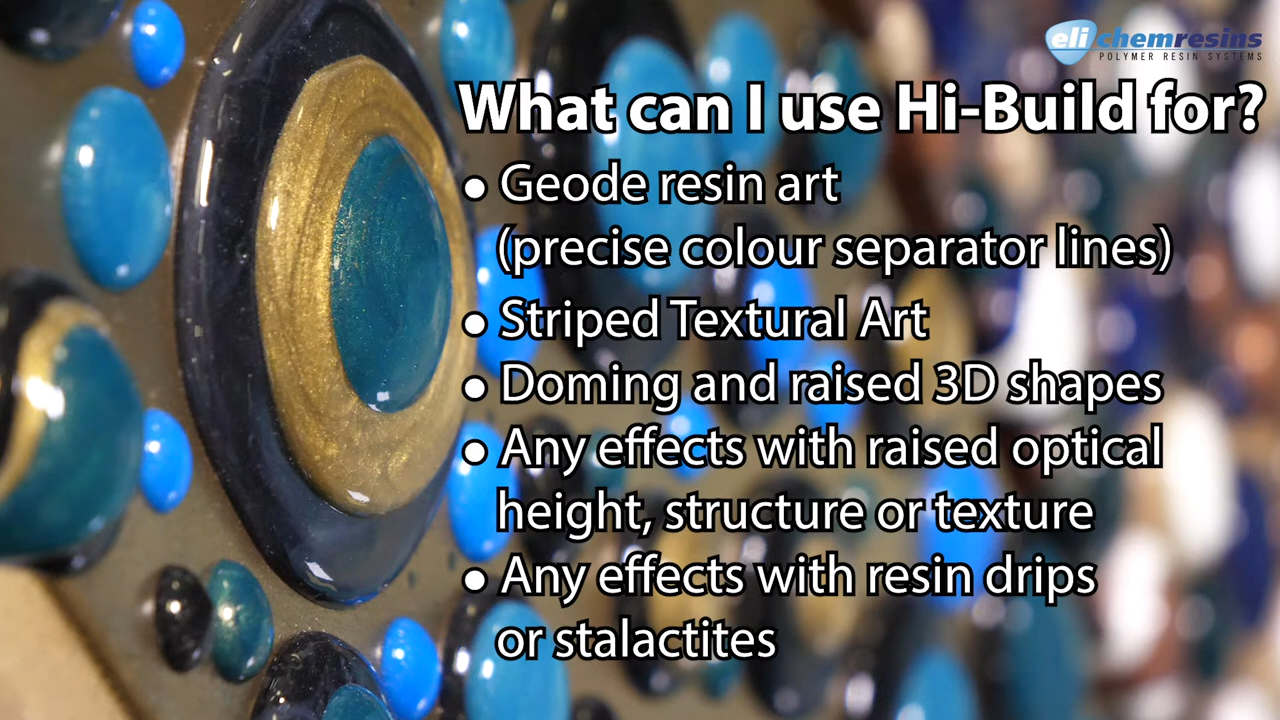 elichemresins
POLYMER RESIN SYSTEMS
What can I use Hi-Build for?
• Geode resin art
(precise colour separator lines)
• Striped Textural Art
• Doming and raised 3D shapes
• Any effects with raised optical
height, structure or texture
• Any effects with resin drips
or stalactites